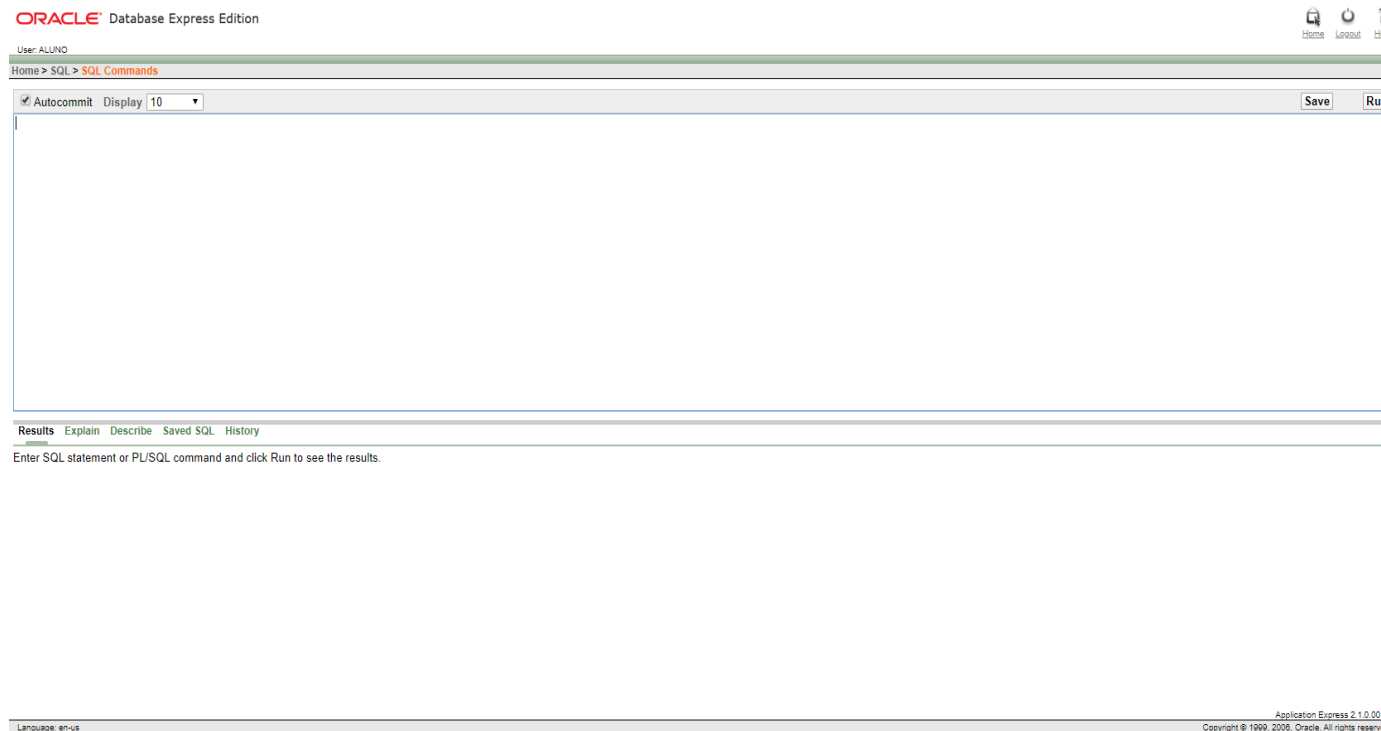 ORACLE Database Express Edition
Home Logout
User: ALUNO
Home > SQL > SQL Commands
Autocommit Display 10 Save
Results Explain Describe Saved SQL History
Enter SQL statement or PL/SQL command and click Run to see the results.
Application Express 2.1.0.00
Language: en-us
Copyright © 1999, 2006, Oracle. All rights